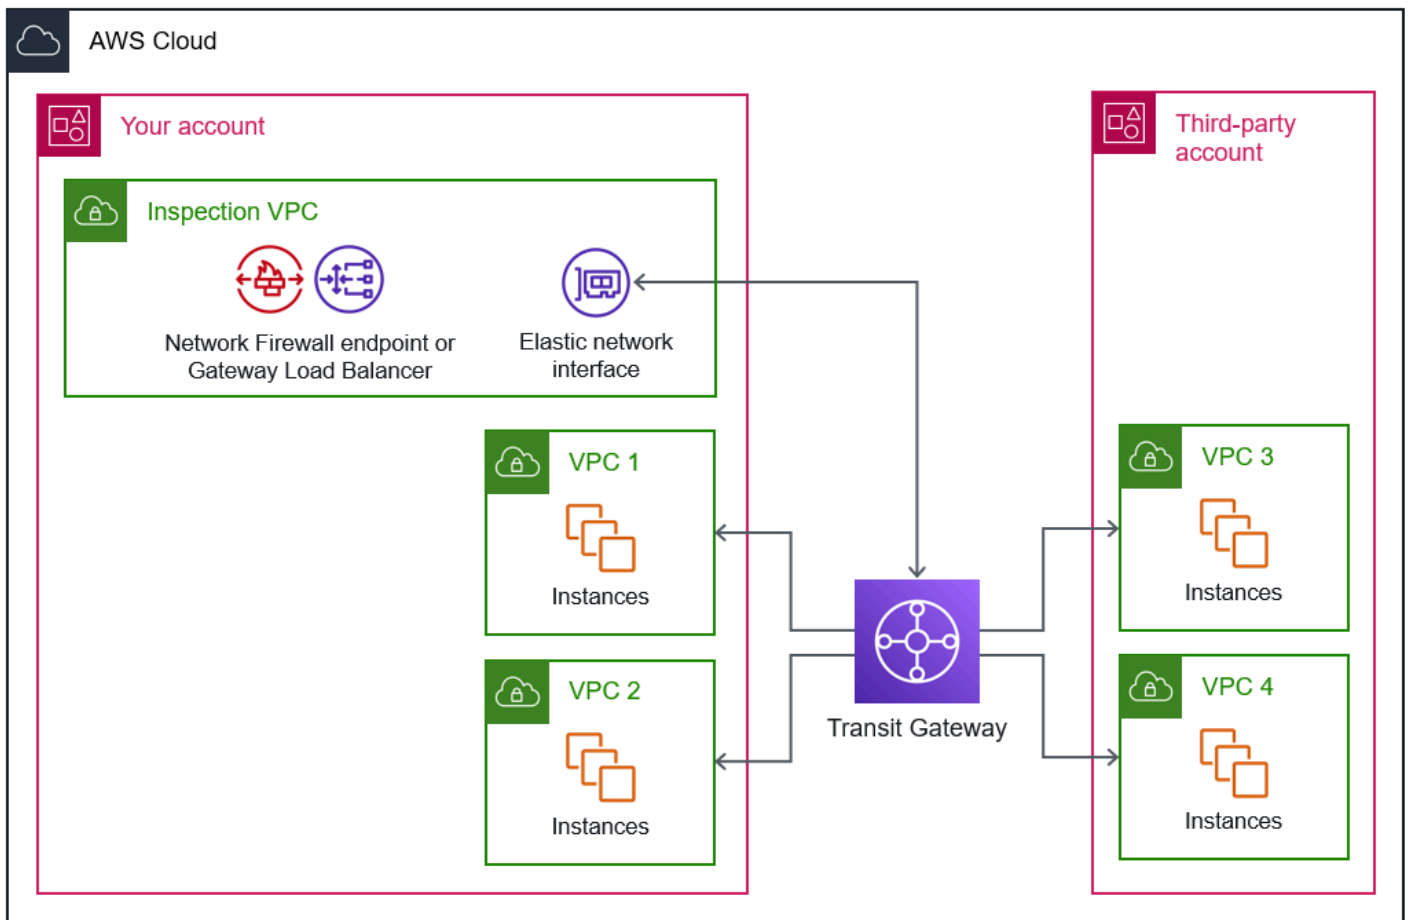 AWS Cloud
Your account
Third-party
account
Inspection VPC
Network Firewall endpoint or
Gateway Load Balancer
Elastic network
interface
VPC 1
Instances
VPC 2
Instances
Transit Gateway
VPC 3
Instances
VPC 4
Instances